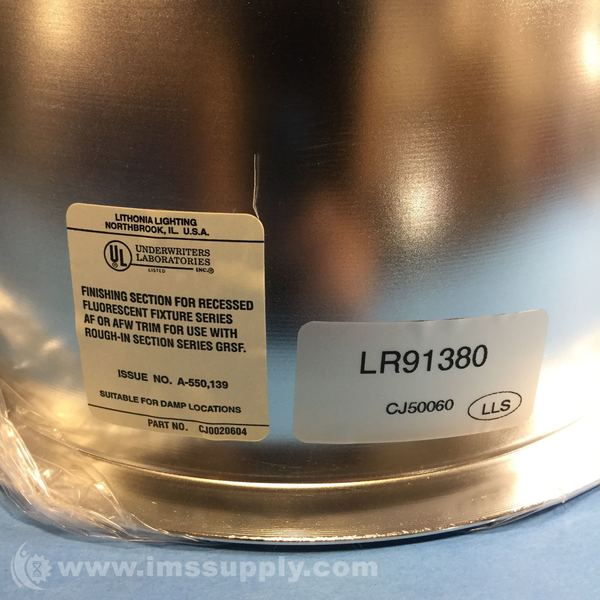 LITHONIA LIGHTING
NORTHBROOK, IL. U.S.A.
UL
UNDERWRITERS
LABORATORIES
LISTED INC.®
FINISHING SECTION FOR RECESSED
FLUORESCENT FIXTURE SERIES
AF OR AFW TRIM FOR USE WITH
ROUGH-IN SECTION SERIES GRSF.
ISSUE NO. A-550,139
SUITABLE FOR DAMP LOCATIONS
PART NO. CJ0020604
LR91380
CJ50060 LLS
www.imssupply.com